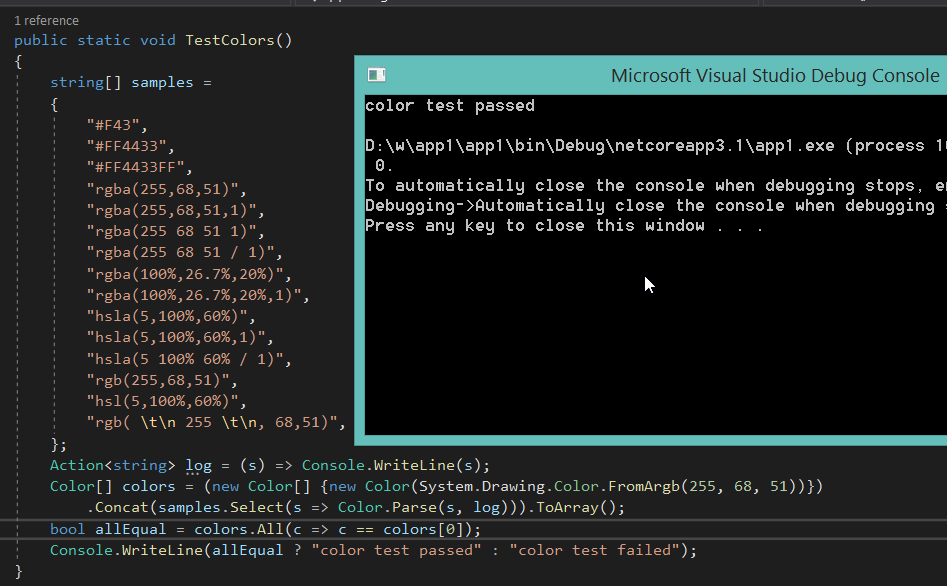 1 reference
public static void TestColors()
{
string[] samples =
{
"#F43",
"#FF4433",
"#FF4433FF",
"rgba(255,68,51)",
"rgba(255,68,51,1)",
"rgba(255 68 51 1)",
"rgba(255 68 51 / 1)",
"rgba(100%,26.7%,20%)",
"rgba(100%,26.7%,20%,1)",
"hsla(5,100%,60%)",
"hsla(5,100%,60%,1)",
"hsla(5 100% 60% / 1)",
"rgb(255,68,51)",
"hsl(5,100%,60%)",
"rgb( \t\n 255 \t\n, 68,51)",
};
Action<string> log = (s) => Console.WriteLine(s);
Color[] colors = (new Color[] {new Color(System.Drawing.Color.FromArgb(255, 68, 51))})
.Concat(samples.Select(s => Color.Parse(s, log))).ToArray();
bool allEqual = colors.All(c => c == colors[0]);
Console.WriteLine(allEqual ? "color test passed" : "color test failed");
}
Microsoft Visual Studio Debug Console
color test passed
D:\w\app1\app1\bin\Debug\netcoreapp3.1\app1.exe (process 1
0.
To automatically close the console when debugging stops, e
Debugging->Automatically close the console when debugging
Press any key to close this window . . .